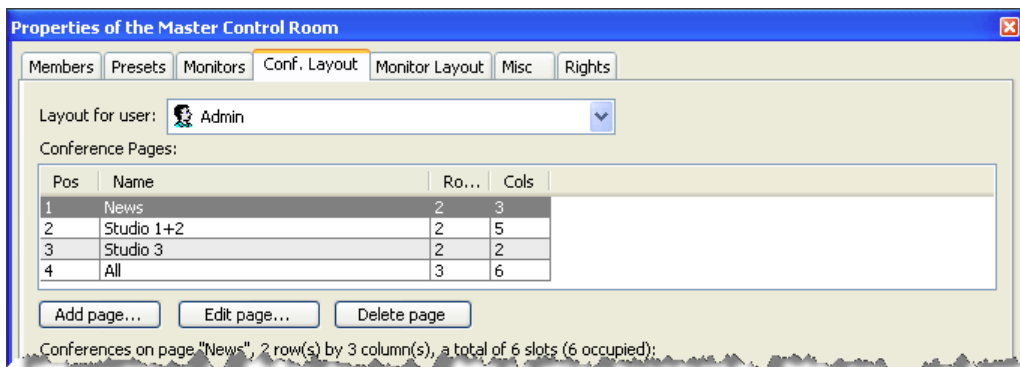 Properties of the Master Control Room
Members Presets Monitors Conf. Layout Monitor Layout Misc Rights
Layout for user: Admin
Conference Pages:
Pos Name Ro... Cols
1 News 2 3
2 Studio 1+2 2 5
3 Studio 3 2 2
4 All 3 6
Add page... Edit page... Delete page
Conferences on page "News", 2 row(s) by 3 column(s), a total of 6 slots (6 occupied):